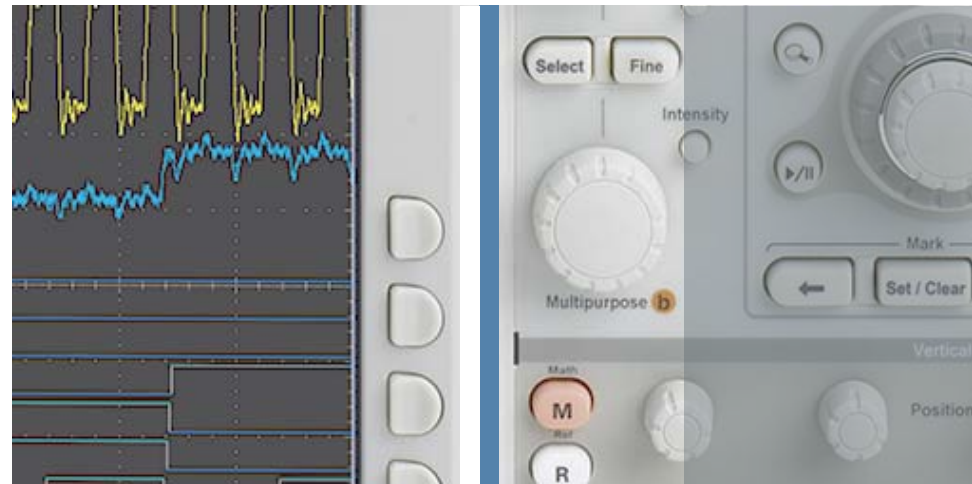 Select
Fine
Intensity
Multipurpose b
Mark
Set / Clear
Vertical
Math
M
Position
Ref
R